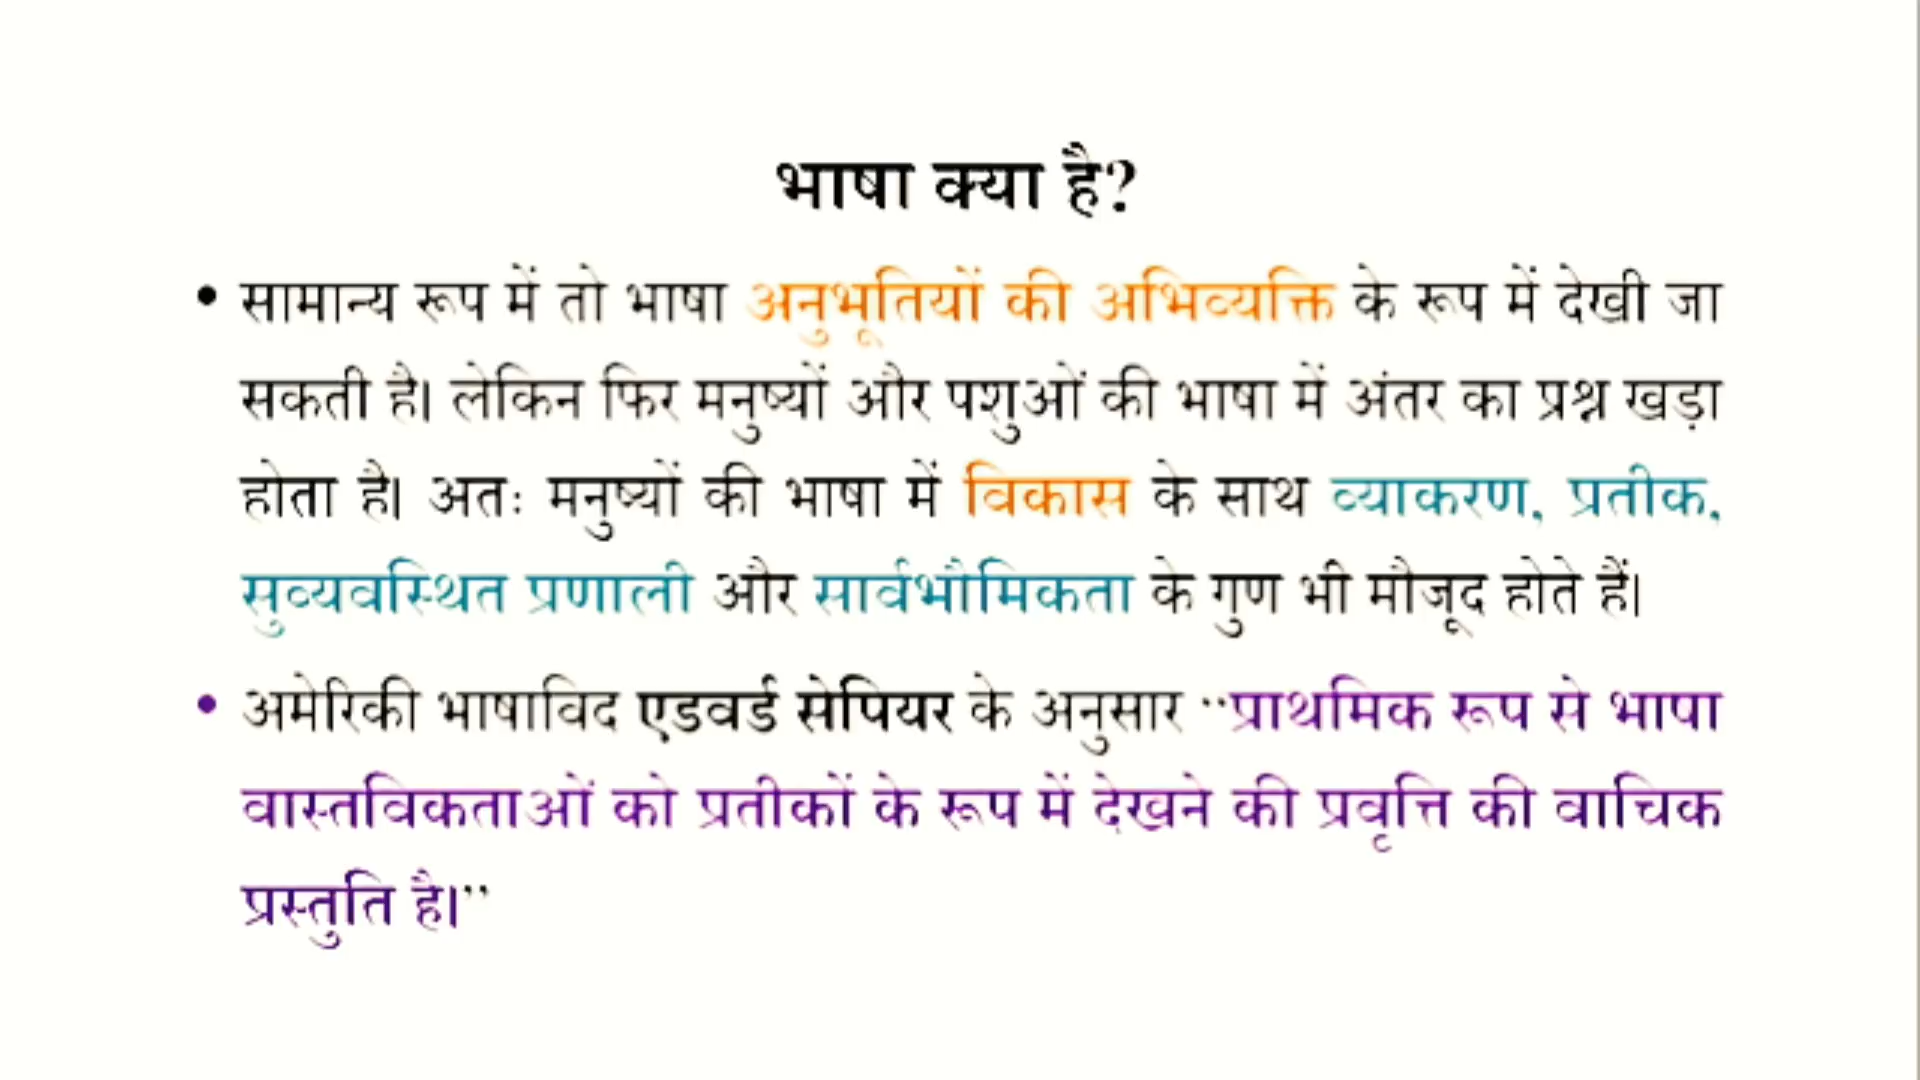 भाषा क्या है?
• सामान्य रूप में तो भाषा अनुभूतियों की अभिव्यक्ति के रूप में देखी जा
सकती है। लेकिन फिर मनुष्यों और पशुओं की भाषा में अंतर का प्रश्न खड़ा
होता है। अतः मनुष्यों की भाषा में विकास के साथ व्याकरण, प्रतीक,
सुव्यवस्थित प्रणाली और सार्वभौमिकता के गुण भी मौजूद होते हैं।
• अमेरिकी भाषाविद एडवर्ड सेपियर के अनुसार “प्राथमिक रूप से भाषा
वास्तविकताओं को प्रतीकों के रूप में देखने की प्रवृत्ति की वाचिक
प्रस्तुति है।”